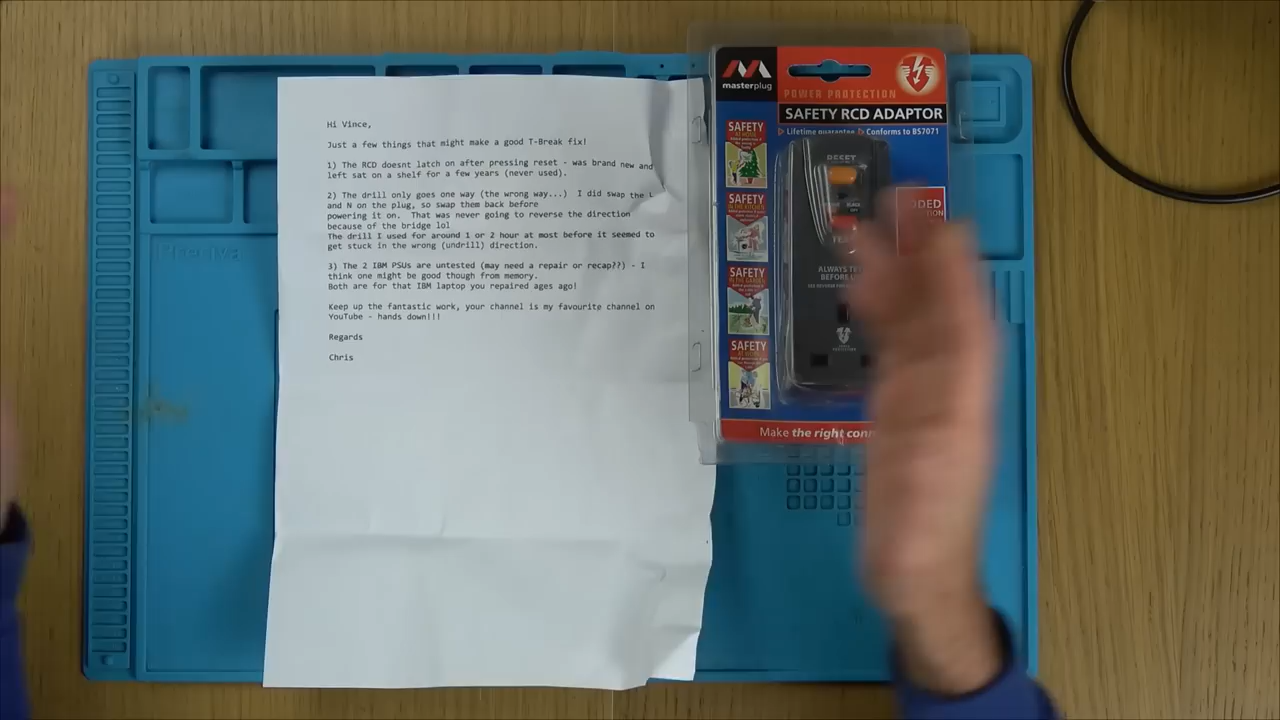 Hi Vince,
Just a few things that might make a good T-Break fix!
1) The RCD doesnt latch on after pressing reset - was brand new and
left sat on a shelf for a few years (never used).
2) The drill only goes one way (the wrong way...)  I did swap the L
and N on the plug, so swap them back before
powering it on.  That was never going to reverse the direction
because of the bridge lol
The drill I used for around 1 or 2 hour at most before it seemed to
get stuck in the wrong (undrill) direction.
3) The 2 IBM PSUs are untested (may need a repair or recap??) - I
think one might be good though from memory.
Both are for that IBM laptop you repaired ages ago!
Keep up the fantastic work, your channel is my favourite channel on
YouTube - hands down!!!
Regards
Chris
masterplug
POWER PROTECTION
SAFETY RCD ADAPTOR
Lifetime guarantee Conforms to BS7071
SAFETY
AT HOME
SAFETY
IN THE KITCHEN
SAFETY
IN THE GARDEN
SAFETY
RESET
ALWAYS
Make the right